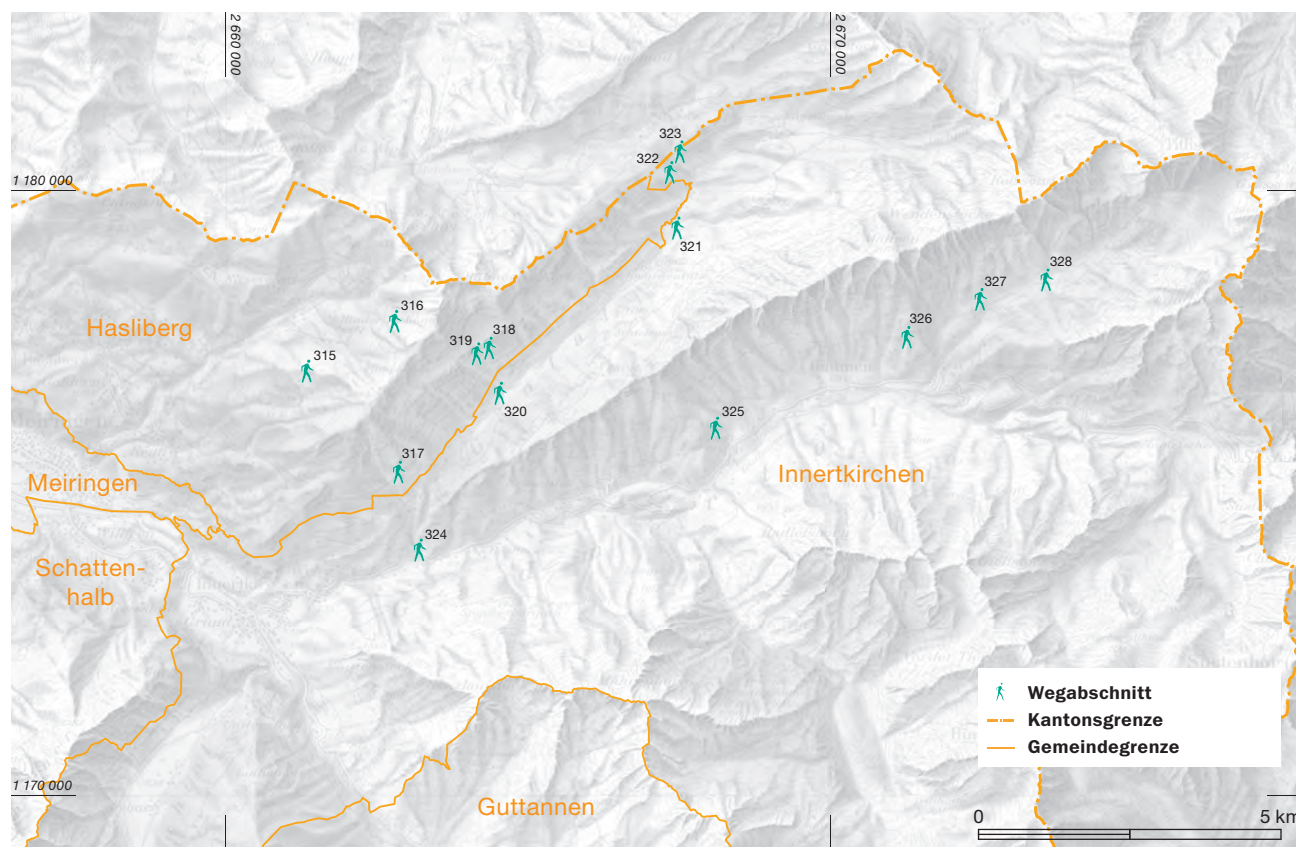 2 660 000
2 670 000
323
322
1 180 000
321
328
327
316
326
318
319
Hasliberg
315
320
325
317
Innertkirchen
Meiringen
324
Schatten-
halb
Wegabschnitt
Kantonsgrenze
Gemeindegrenze
1 170 000
Guttannen
0
5 km